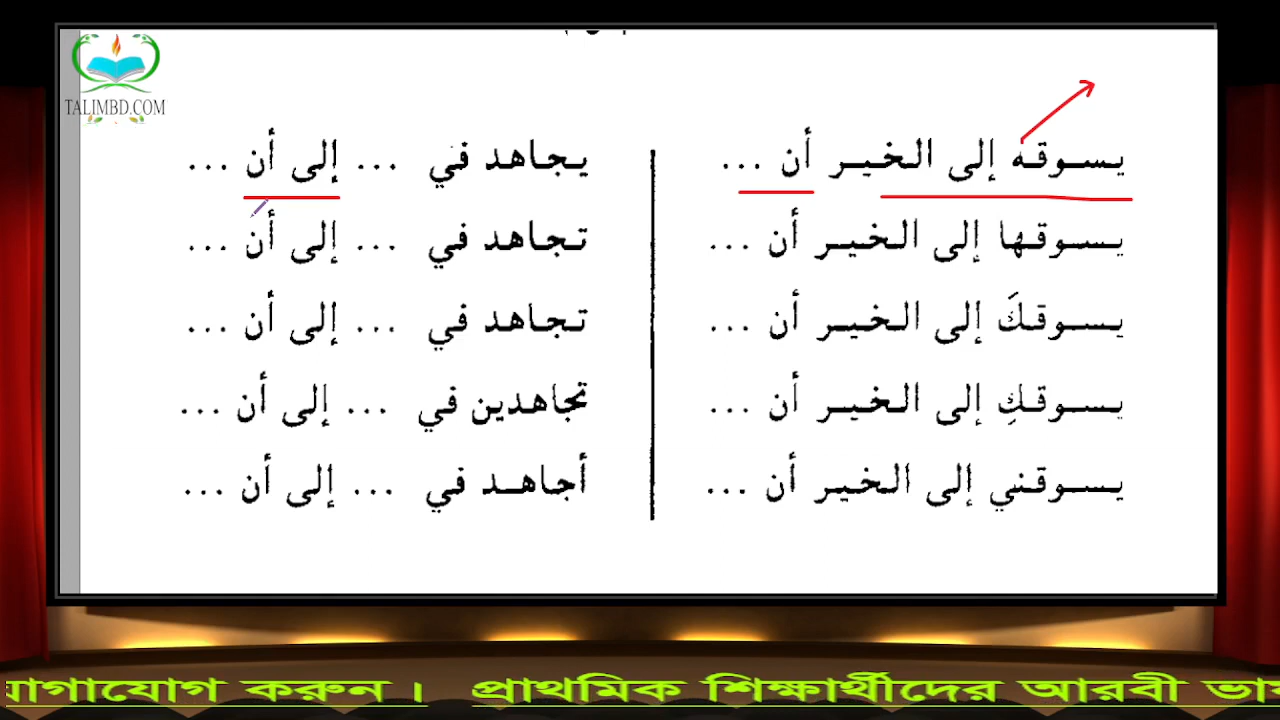 TALIMBD.COM
يسوقه إلى الخير أن ...
يسوقها إلى الخير أن ...
يسوقكَ إلى الخير أن ...
يسوقكِ إلى الخير أن ...
يسوقني إلى الخير أن ...
يجاهد في ... إلى أن ...
تجاهد في ... إلى أن ...
تجاهد في ... إلى أن ...
تجاهدين في ... إلى أن ...
أجاهد في ... إلى أن ...
করুন। প্রাথমিক শিক্ষার্থীদের আরবী